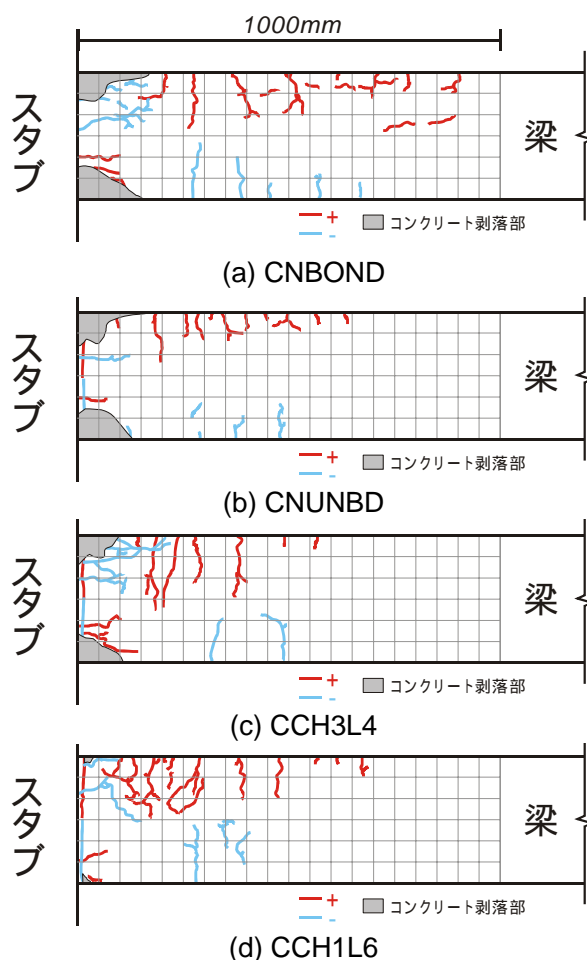 1000mm
スタブ
梁
+
-
コンクリート剥落部
(a) CNBOND
スタブ
梁
+
-
コンクリート剥落部
(b) CNUNBD
スタブ
梁
+
-
コンクリート剥落部
(c) CCH3L4
スタブ
梁
+
-
コンクリート剥落部
(d) CCH1L6